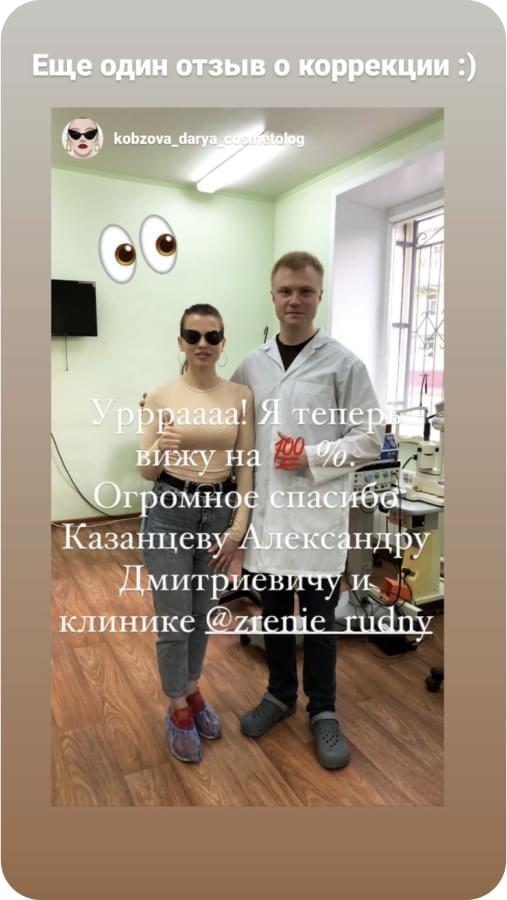 Еще один отзыв о коррекции :)
kobzova_darya_cosmetolog
Уррраааа! Я теперь
вижу на 💯 %.
Огромное спасибо
Казанцеву Александру
Дмитриевичу и
клинике @zrenie_rudny